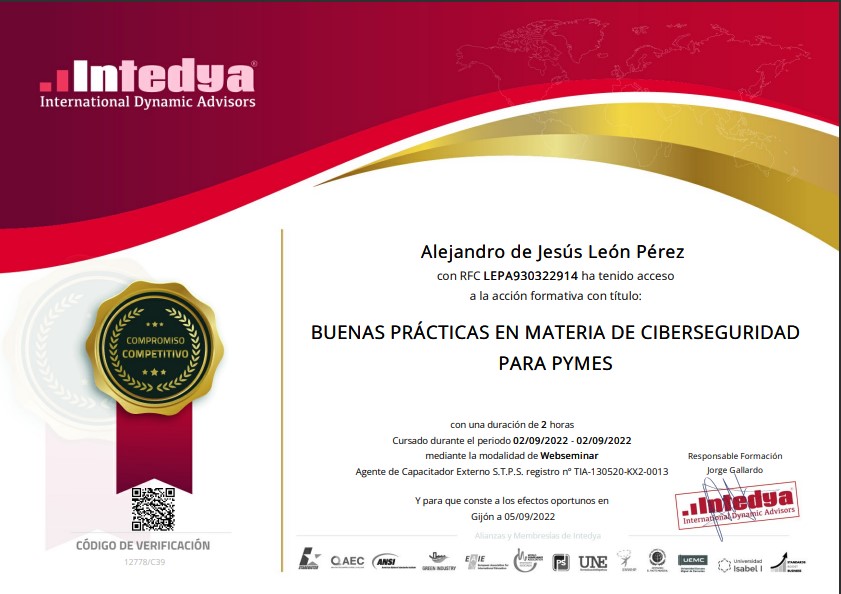 Intedya®
International Dynamic Advisors
Alejandro de Jesús León Pérez
con RFC LEPA930322914 ha tenido acceso
a la acción formativa con título:
BUENAS PRÁCTICAS EN MATERIA DE CIBERSEGURIDAD
PARA PYMES
COMPROMISO
COMPETITIVO
con una duración de 2 horas
Cursado durante el periodo 02/09/2022 - 02/09/2022
mediante la modalidad de Webseminar
Agente de Capacitador Externo S.T.P.S. registro nº TIA-130520-KX2-0013
Y para que conste a los efectos oportunos en
Gijón a 05/09/2022
Responsable Formación
Jorge Gallardo
Intedya
International Dynamic Advisors
CÓDIGO DE VERIFICACIÓN
12778/C39
Alianzas y Membresías de Intedya
AEC
ANSI
GREEN INDUSTRY
EAIE
PS
UNE
UEMC
Universidad
Isabel I